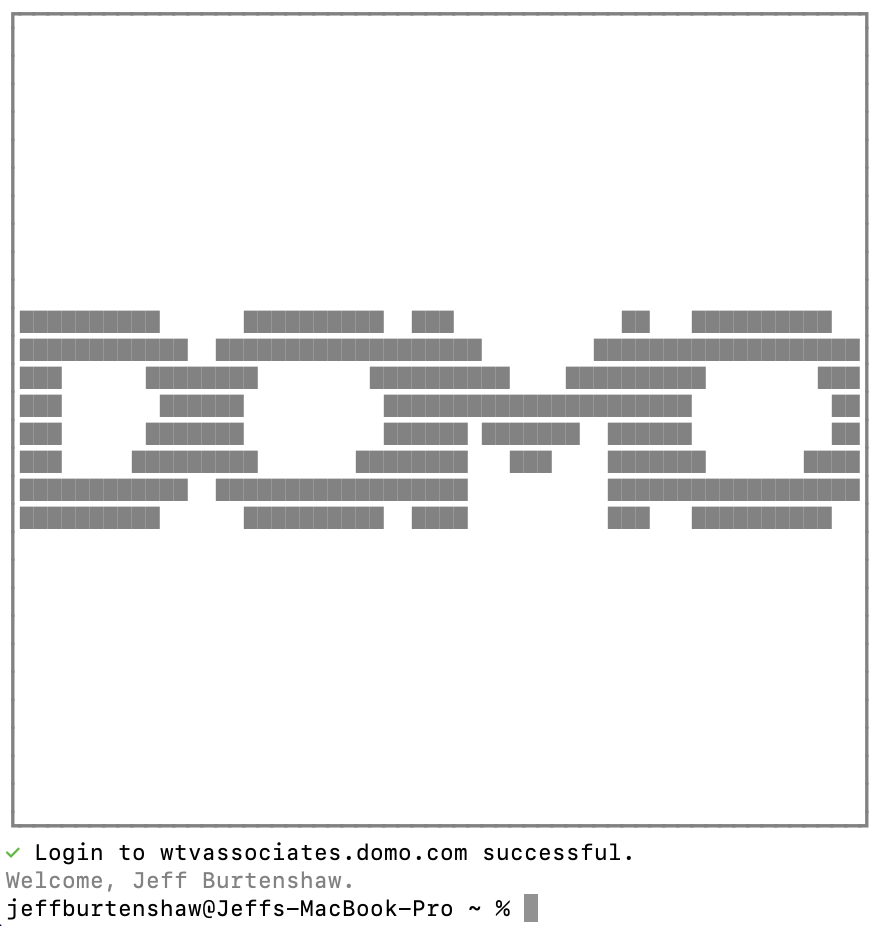 DOMO
✓ Login to wtvassociates.domo.com successful.
Welcome, Jeff Burtenshaw.
jeffburtenshaw@Jeffs-MacBook-Pro ~ %